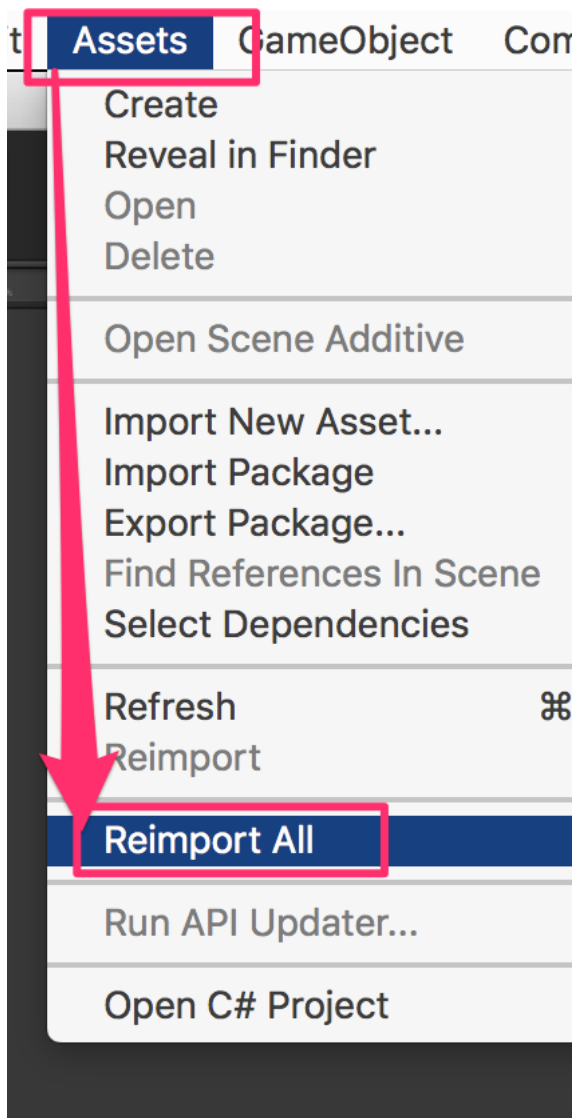 t Assets GameObject Com
Create
Reveal in Finder
Open
Delete
Open Scene Additive
Import New Asset...
Import Package
Export Package...
Find References In Scene
Select Dependencies
Refresh ⌘
Reimport
Reimport All
Run API Updater...
Open C# Project